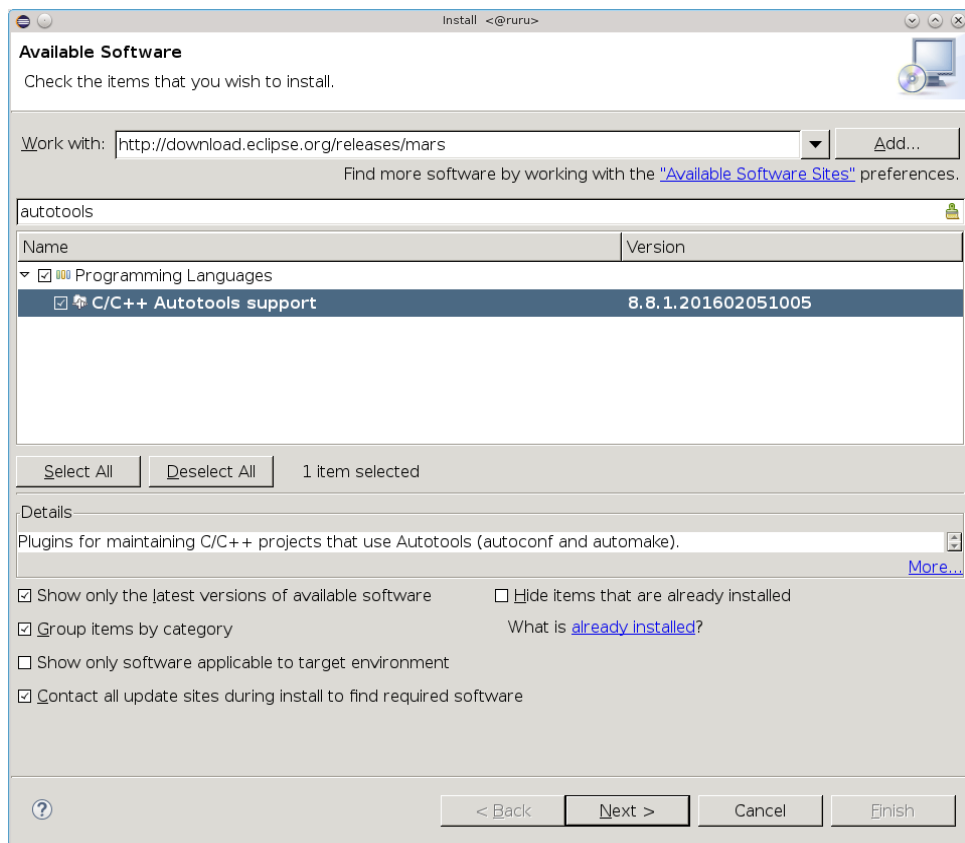 Install <@ruru>
Available Software
Check the items that you wish to install.
Work with: http://download.eclipse.org/releases/mars Add...
Find more software by working with the "Available Software Sites" preferences.
autotools
Name Version
Programming Languages
C/C++ Autotools support 8.8.1.201602051005
Select All Deselect All 1 item selected
Details
Plugins for maintaining C/C++ projects that use Autotools (autoconf and automake).
More...
Show only the latest versions of available software Hide items that are already installed
Group items by category What is already installed?
Show only software applicable to target environment
Contact all update sites during install to find required software
? < Back Next > Cancel Finish